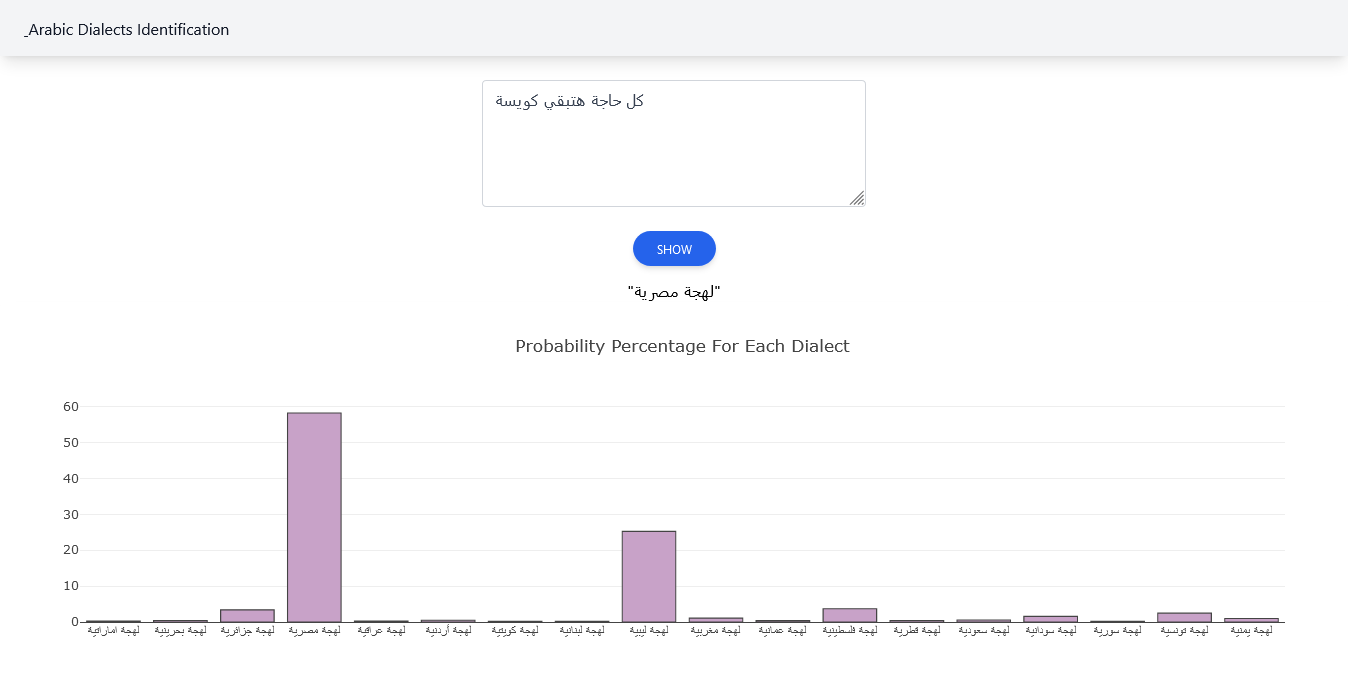 _Arabic Dialects Identification
كل حاجة هتبقي كويسة
SHOW
"لهجة مصرية"
Probability Percentage For Each Dialect
60
50
40
30
20
10
0
لهجة اماراتية
لهجة بحرينية
لهجة جزائرية
لهجة مصرية
لهجة عراقية
لهجة أردنية
لهجة كويتية
لهجة لبنانية
لهجة ليبية
لهجة مغربية
لهجة عمانية
لهجة فلسطينية
لهجة قطرية
لهجة سعودية
لهجة سودانية
لهجة سورية
لهجة تونسية
لهجة يمنية